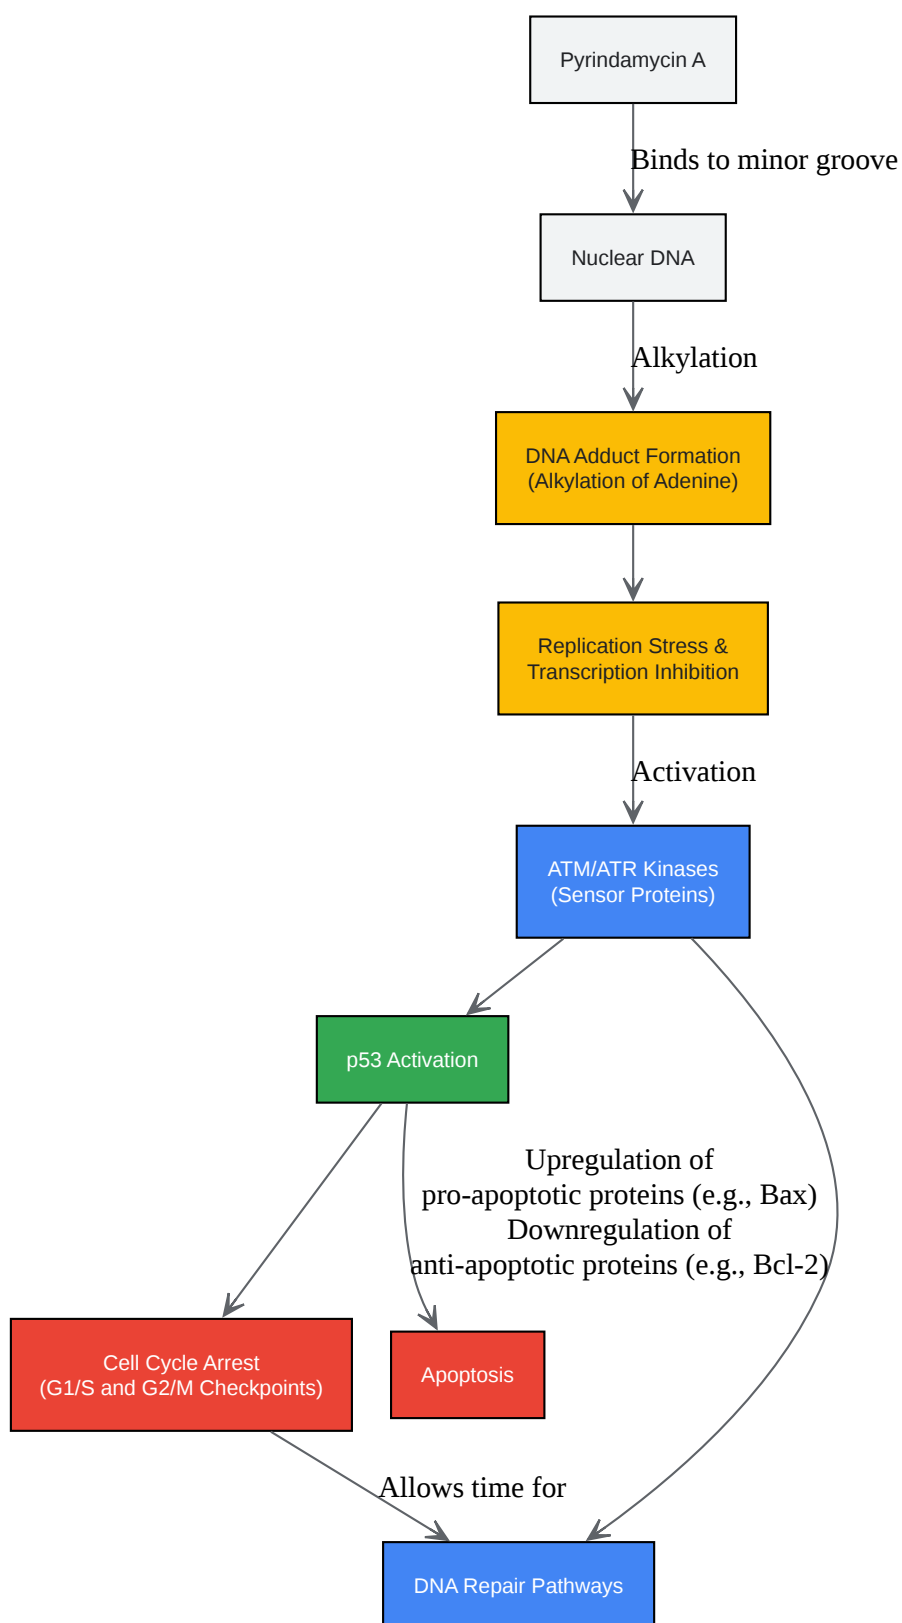 Pyrindamycin A
Binds to minor groove
Nuclear DNA
Alkylation
DNA Adduct Formation
(Alkylation of Adenine)
Replication Stress &
Transcription Inhibition
Activation
ATM/ATR Kinases
(Sensor Proteins)
p53 Activation
Upregulation of
pro-apoptotic proteins (e.g., Bax)
Downregulation of
anti-apoptotic proteins (e.g., Bcl-2)
Cell Cycle Arrest
(G1/S and G2/M Checkpoints)
Apoptosis
Allows time for
DNA Repair Pathways